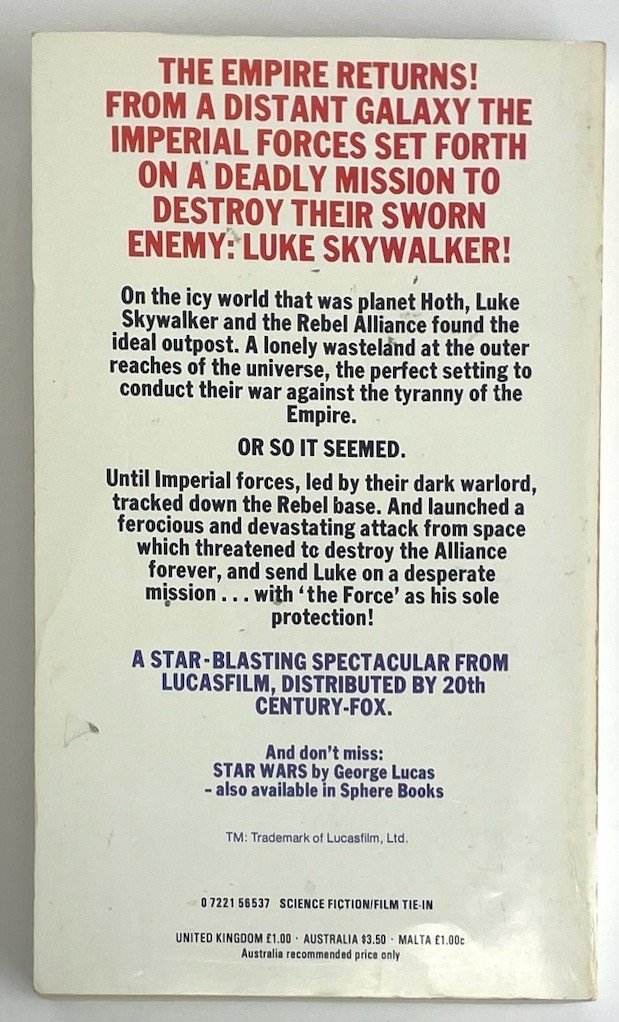 THE EMPIRE RETURNS!
FROM A DISTANT GALAXY THE
IMPERIAL FORCES SET FORTH
ON A DEADLY MISSION TO
DESTROY THEIR SWORN
ENEMY: LUKE SKYWALKER!
On the icy world that was planet Hoth, Luke
Skywalker and the Rebel Alliance found the
ideal outpost. A lonely wasteland at the outer
reaches of the universe, the perfect setting to
conduct their war against the tyranny of the
Empire.
OR SO IT SEEMED.
Until Imperial forces, led by their dark warlord,
tracked down the Rebel base. And launched a
ferocious and devastating attack from space
which threatened to destroy the Alliance
forever, and send Luke on a desperate
mission . . . with 'the Force' as his sole
protection!
A STAR-BLASTING SPECTACULAR FROM
LUCASFILM, DISTRIBUTED BY 20th
CENTURY-FOX.
And don't miss:
STAR WARS by George Lucas
– also available in Sphere Books
TM: Trademark of Lucasfilm, Ltd.
0 7221 56537 SCIENCE FICTION/FILM TIE-IN
UNITED KINGDOM £1.00 · AUSTRALIA $3.50 · MALTA £1.00c
Australia recommended price only